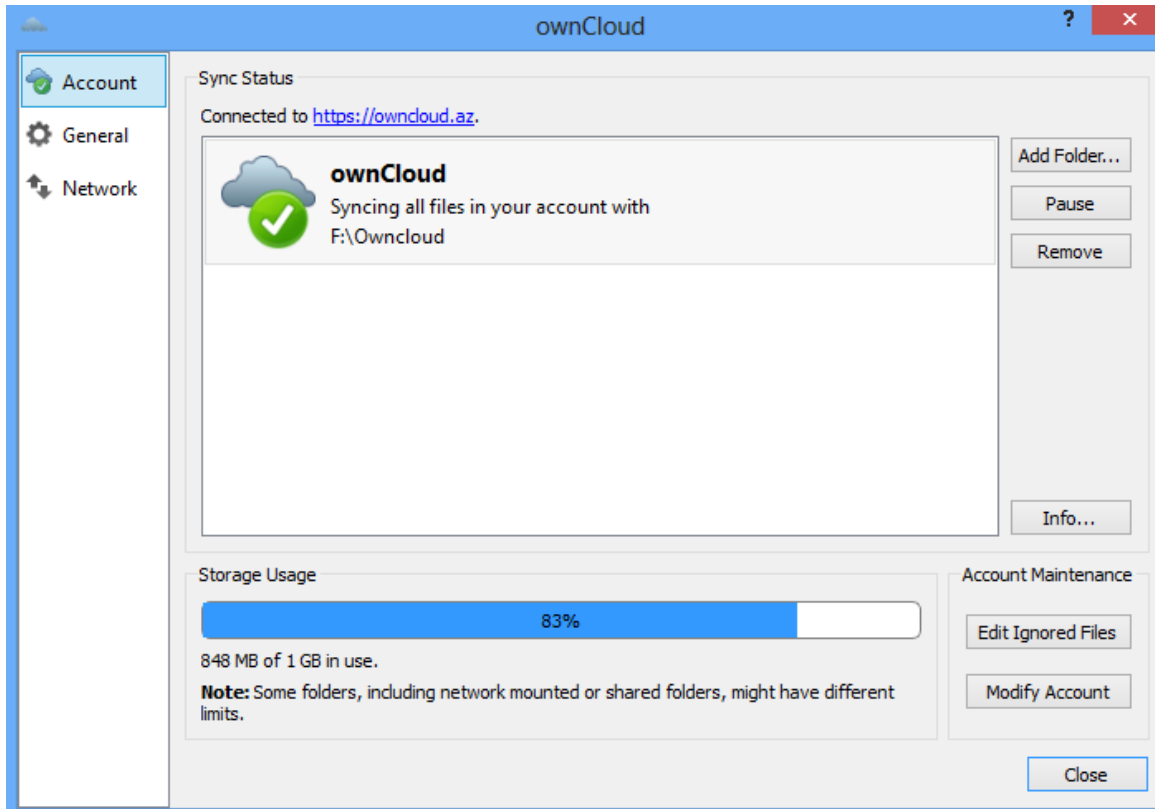 ownCloud
?
Account
General
Network
Sync Status
Connected to https://owncloud.az.
ownCloud
Syncing all files in your account with
F:\Owncloud
Add Folder...
Pause
Remove
Info...
Storage Usage
83%
848 MB of 1 GB in use.
Note: Some folders, including network mounted or shared folders, might have different
limits.
Account Maintenance
Edit Ignored Files
Modify Account
Close